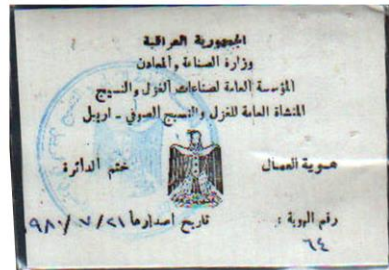 الجمهورية العراقية
وزارة الصناعة والمعادن
المؤسسة العامة لصناعات الغزل والنسيج
المنشاة العامة للغزل والنسيج الصوفي - اربيل
هوية العمال
ختم الدائرة
رقم الهوية :
٦٤
تاريخ اصدارها ١٩٨٠/٧/٢١